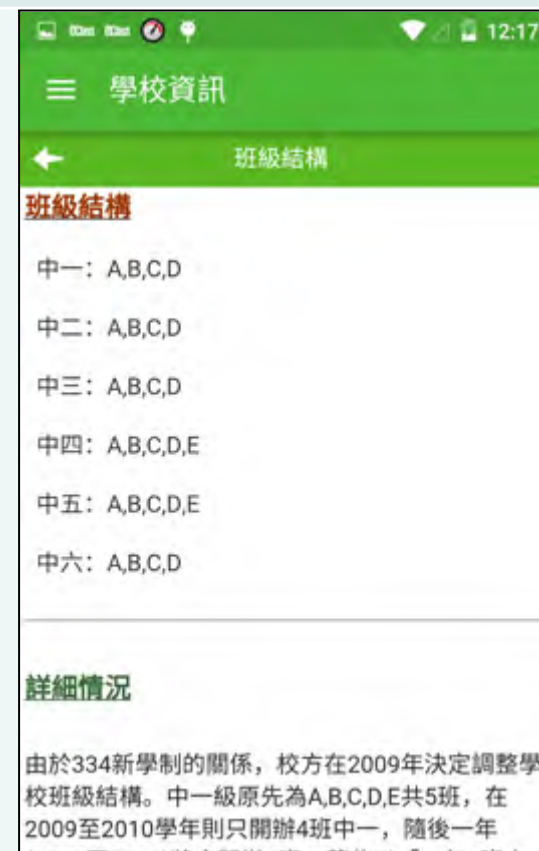 12:17
學校資訊
班級結構
班級結構
中一：A,B,C,D
中二：A,B,C,D
中三：A,B,C,D
中四：A,B,C,D,E
中五：A,B,C,D,E
中六：A,B,C,D
詳細情況
由於334新學制的關係，校方在2009年決定調整學
校班級結構。中一級原先為A,B,C,D,E共5班，在
2009至2010學年則只開辦4班中一，隨後一年